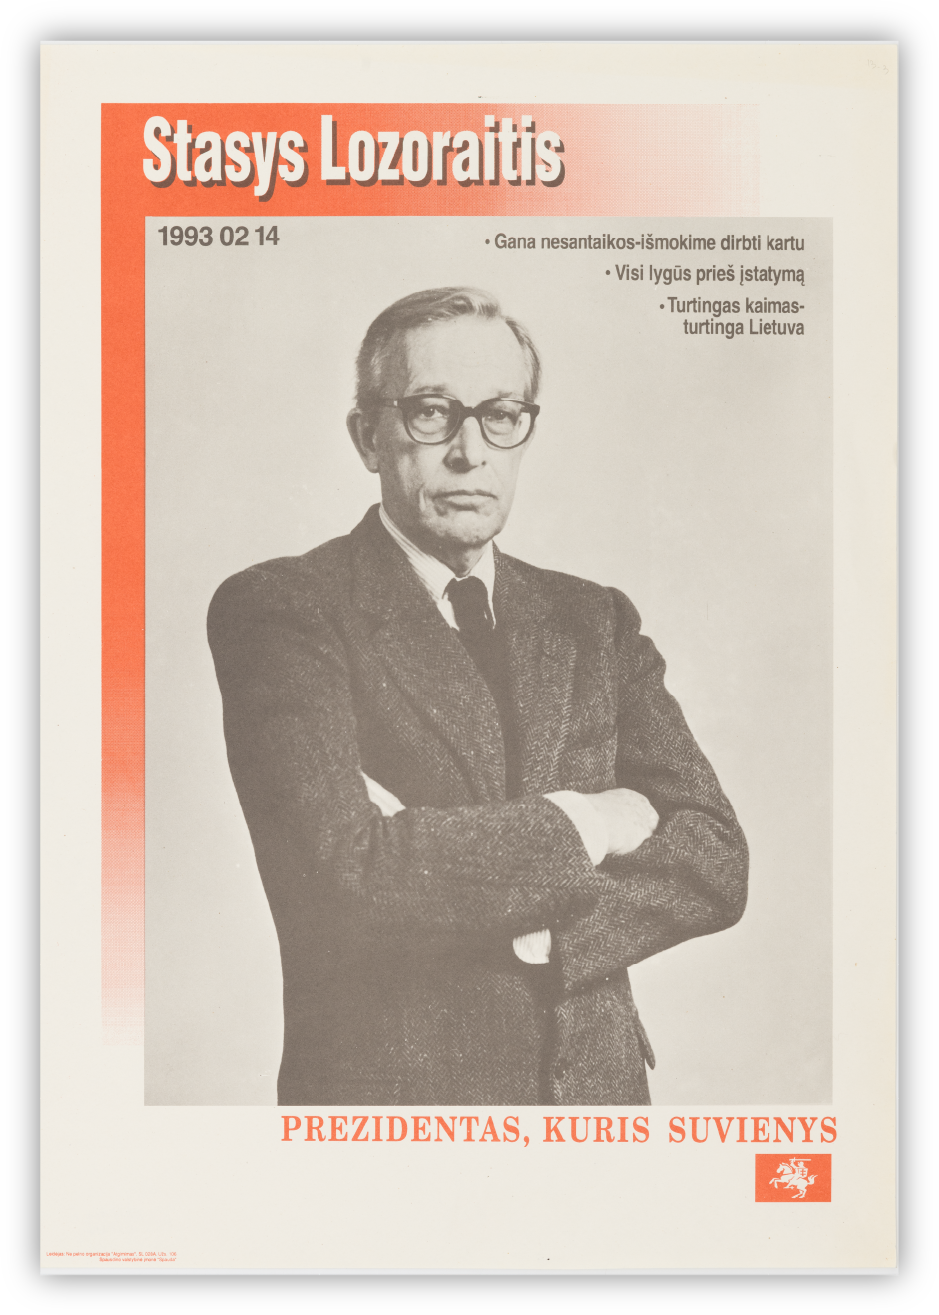 Stasys Lozoraitis
1993 02 14
• Gana nesantaikos-išmokime dirbti kartu
• Visi lygūs prieš įstatymą
• Turtingas kaimas-
turtinga Lietuva
PREZIDENTAS, KURIS SUVIENYS